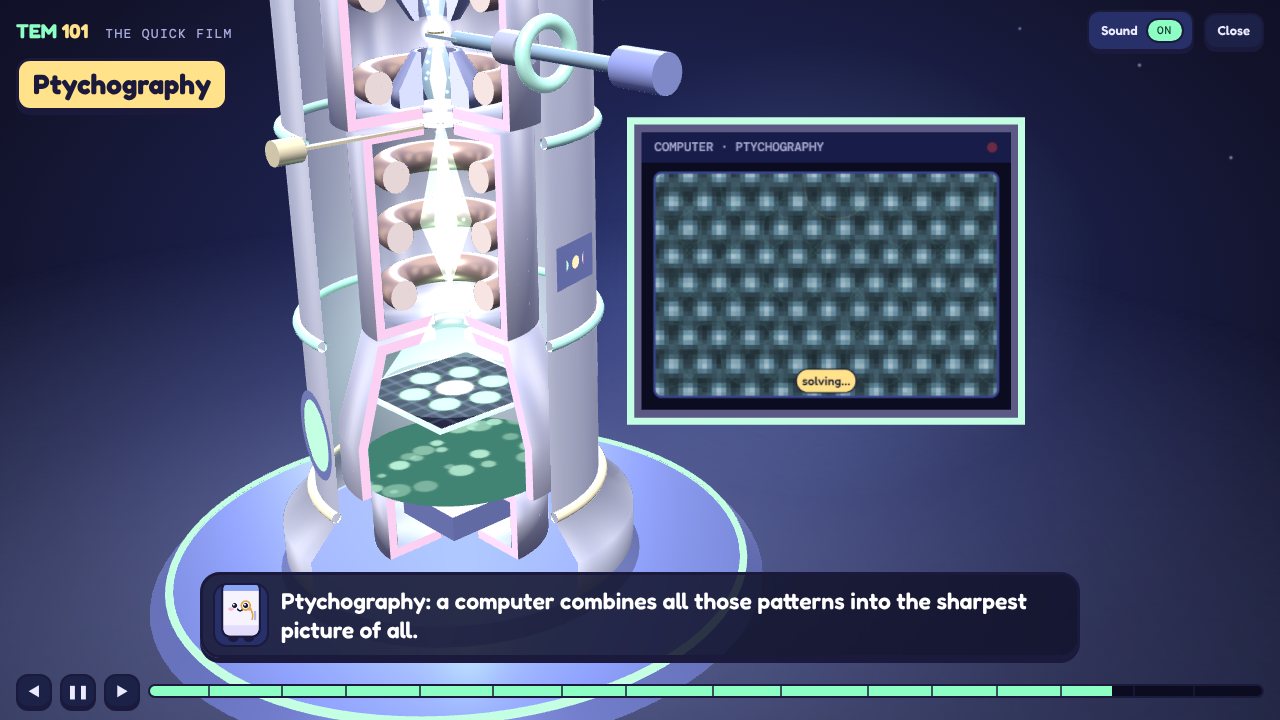 TEM 101 THE QUICK FILM
Sound ON Close
Ptychography
COMPUTER · PTYCHOGRAPHY
solving...
Ptychography: a computer combines all those patterns into the sharpest
picture of all.